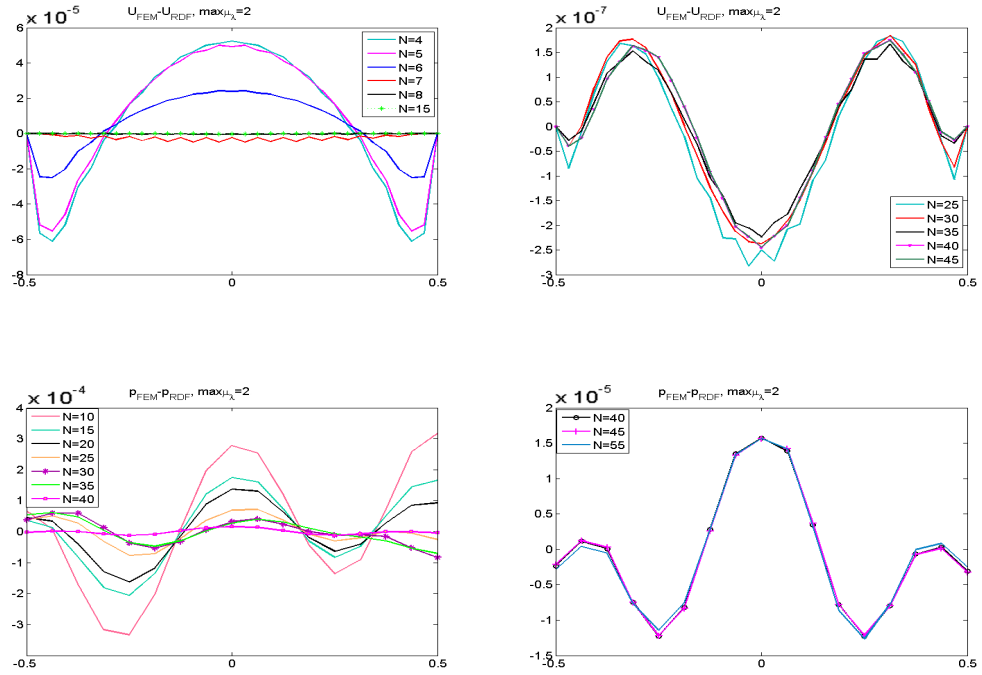 U_FEM-U_RDF, maxμ_λ=2
x 10^-5
6
4
2
0
-2
-4
-6
-8
-0.5 0 0.5
N=4
N=5
N=6
N=7
N=8
N=15
U_FEM-U_RDF, maxμ_λ=2
x 10^-7
2
1.5
1
0.5
0
-0.5
-1
-1.5
-2
-2.5
-3
-0.5 0 0.5
N=25
N=30
N=35
N=40
N=45
p_FEM-p_RDF, maxμ_λ=2
x 10^-4
4
3
2
1
0
-1
-2
-3
-0.5 0 0.5
N=10
N=15
N=20
N=25
N=30
N=35
N=40
p_FEM-p_RDF, maxμ_λ=2
x 10^-5
2
1.5
1
0.5
0
-0.5
-1
-1.5
-0.5 0 0.5
N=40
N=45
N=55